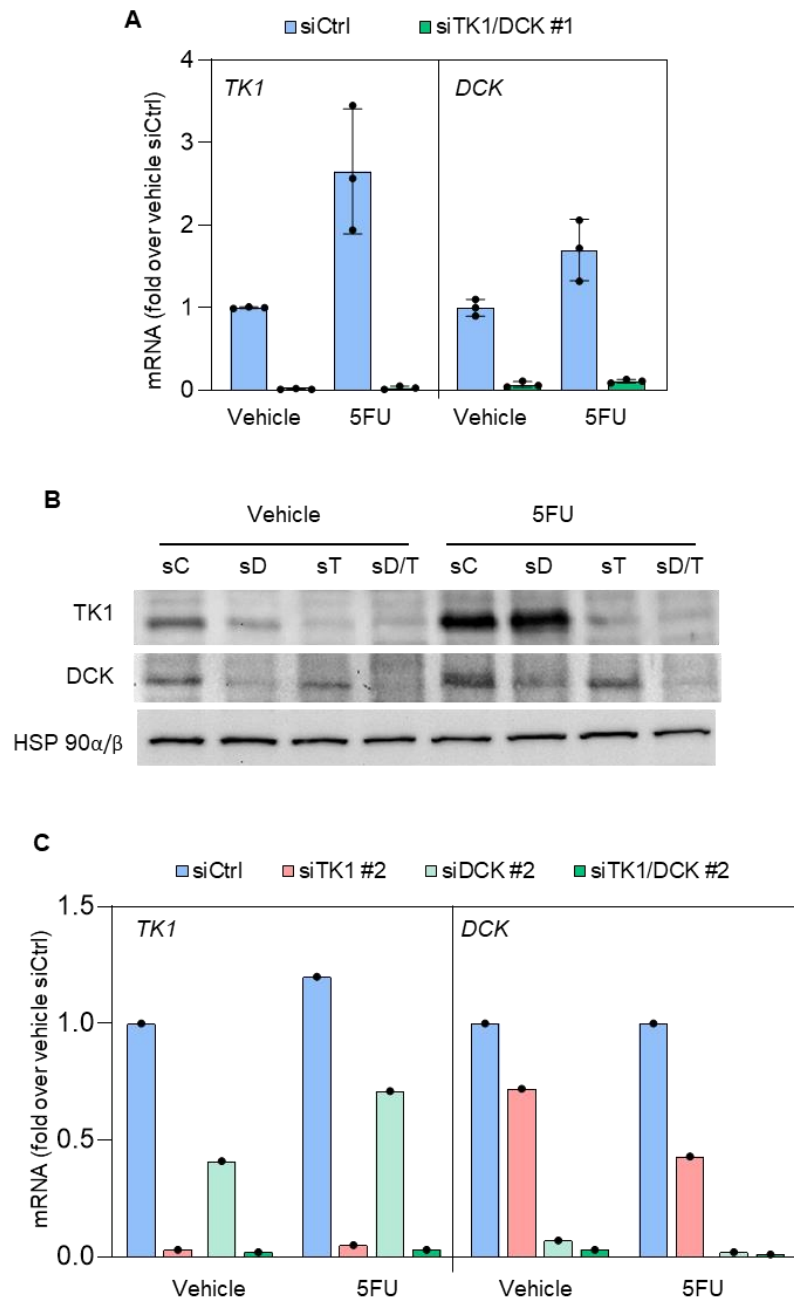 A
siCtrl siTK1/DCK #1
mRNA (fold over vehicle siCtrl)
4
3
2
1
0
TK1 DCK
Vehicle 5FU Vehicle 5FU
B
Vehicle 5FU
sC sD sT sD/T sC sD sT sD/T
TK1
DCK
HSP 90α/β
C
siCtrl siTK1 #2 siDCK #2 siTK1/DCK #2
mRNA (fold over vehicle siCtrl)
1.5
1.0
0.5
0.0
TK1 DCK
Vehicle 5FU Vehicle 5FU